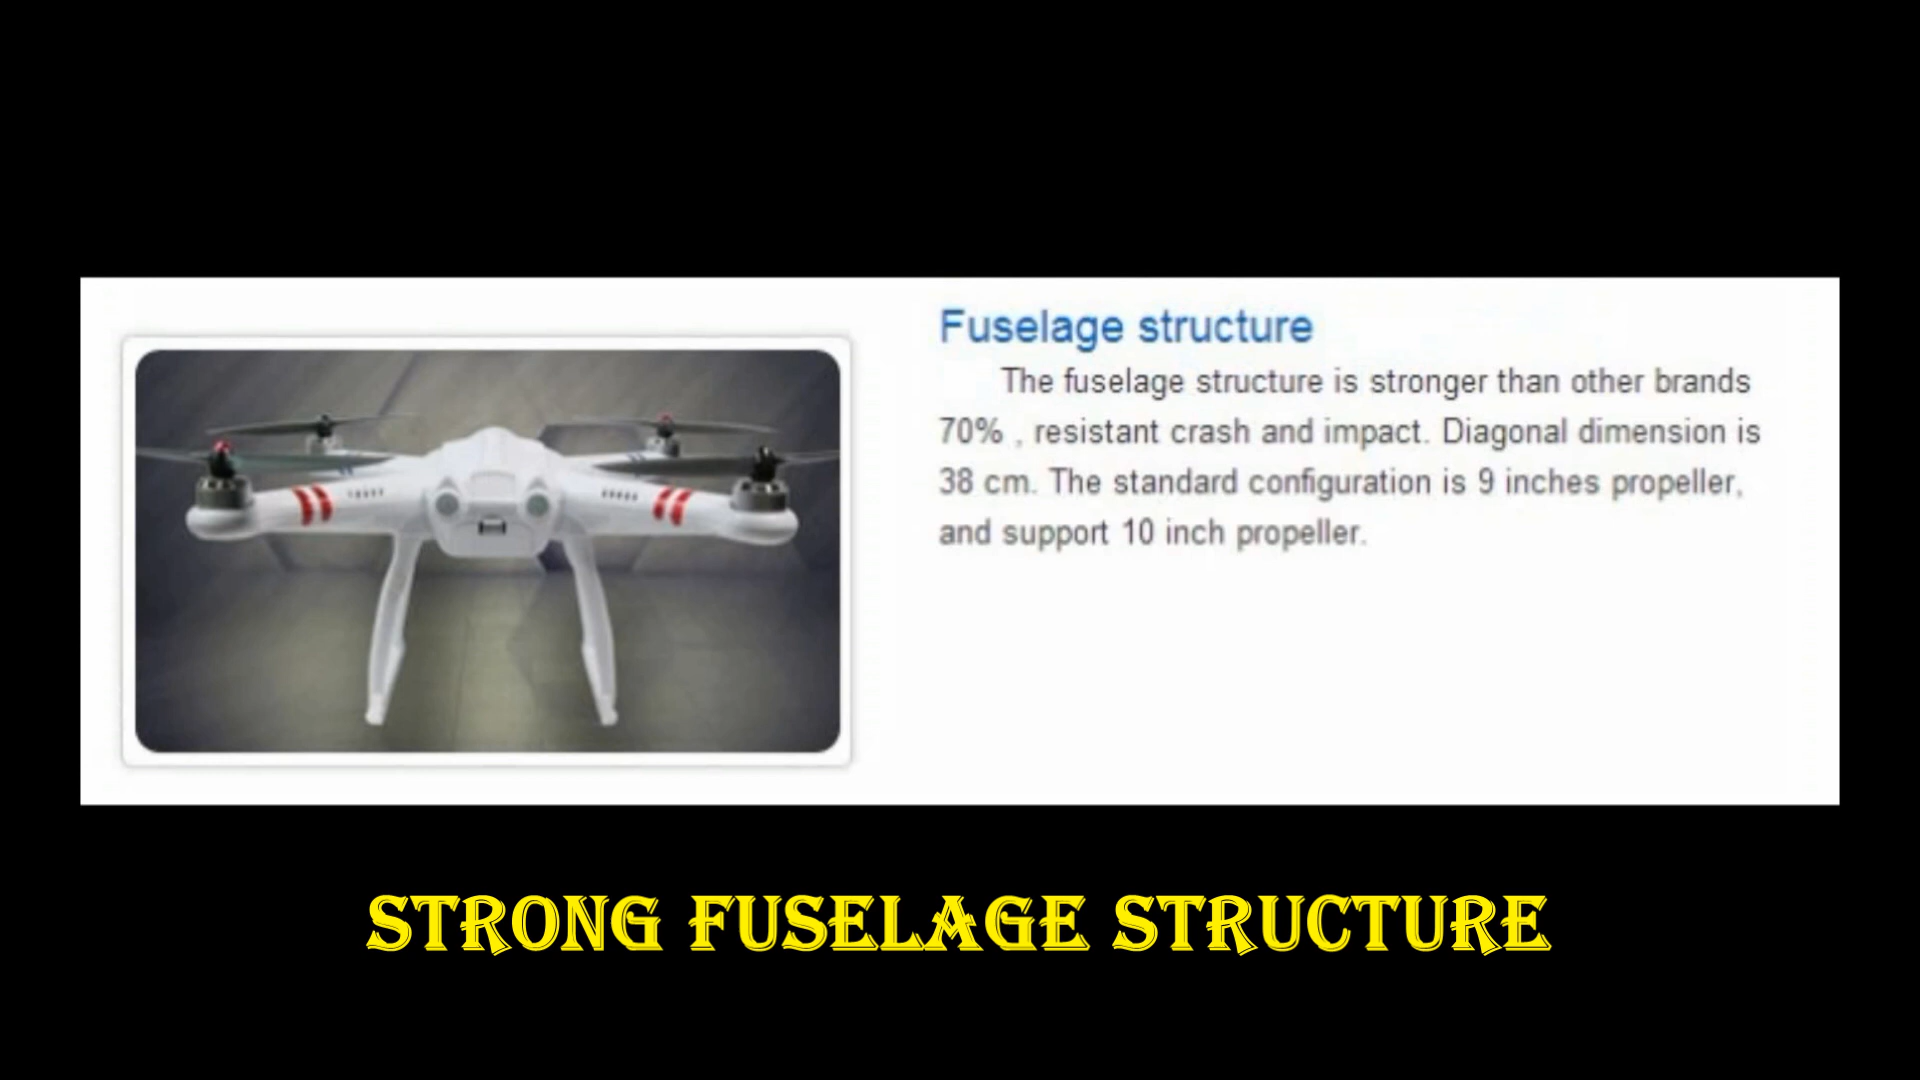 Fuselage structure
The fuselage structure is stronger than other brands
70% , resistant crash and impact. Diagonal dimension is
38 cm. The standard configuration is 9 inches propeller,
and support 10 inch propeller.
STRONG FUSELAGE STRUCTURE